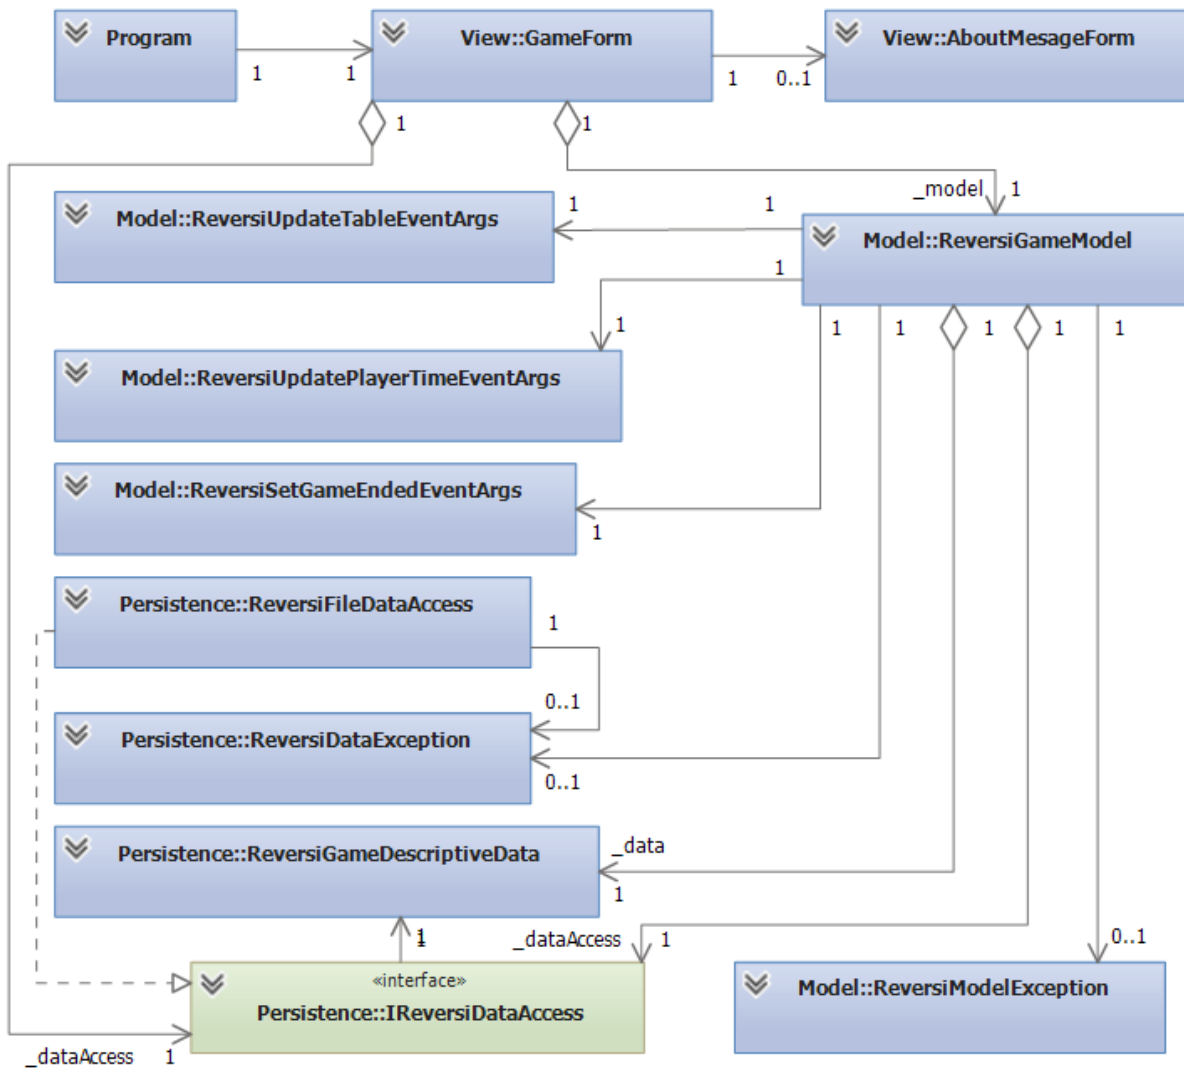 Program
View::GameForm
View::AboutMesageForm
1
1
1
0..1
1
1
_model
1
Model::ReversiUpdateTableEventArgs
1
1
Model::ReversiGameModel
1
1
1
1
1
1
1
Model::ReversiUpdatePlayerTimeEventArgs
Model::ReversiSetGameEndedEventArgs
1
Persistence::ReversiFileDataAccess
1
0..1
Persistence::ReversiDataException
0..1
Persistence::ReversiGameDescriptiveData
_data
1
1
1
_dataAccess
1
0..1
«interface»
Persistence::IReversiDataAccess
Model::ReversiModelException
_dataAccess
1